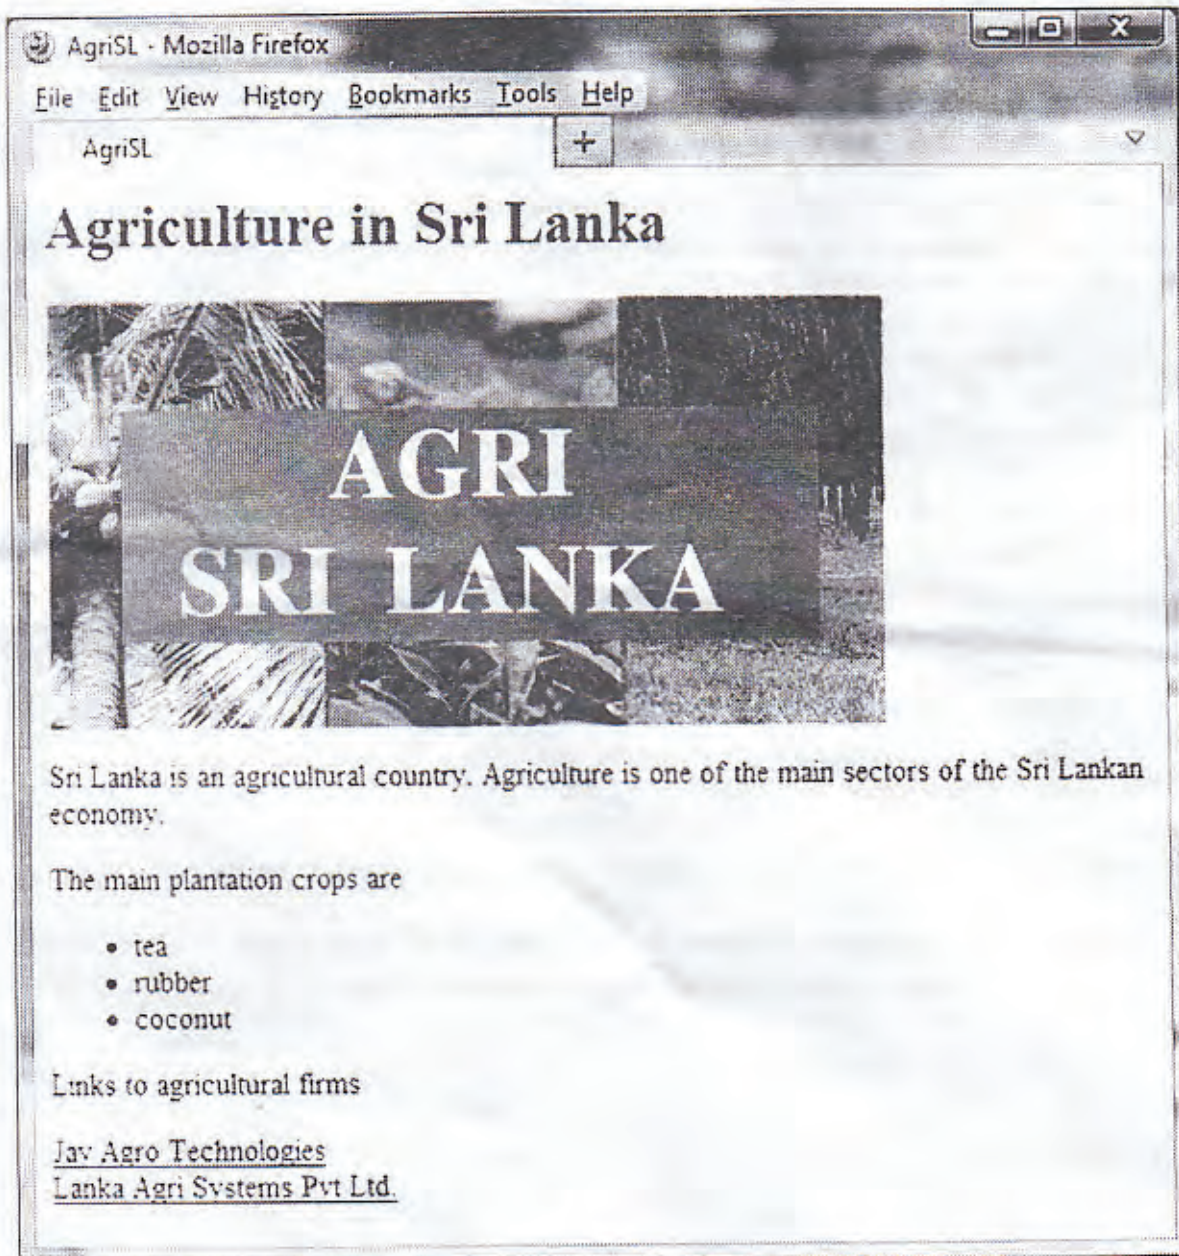 AgriSL - Mozilla Firefox
File Edit View History Bookmarks Tools Help
AgriSL
Agriculture in Sri Lanka
AGRI
SRI LANKA
Sri Lanka is an agricultural country. Agriculture is one of the main sectors of the Sri Lankan
economy.
The main plantation crops are
• tea
• rubber
• coconut
Links to agricultural firms
Jay Agro Technologies
Lanka Agri Systems Pvt Ltd.